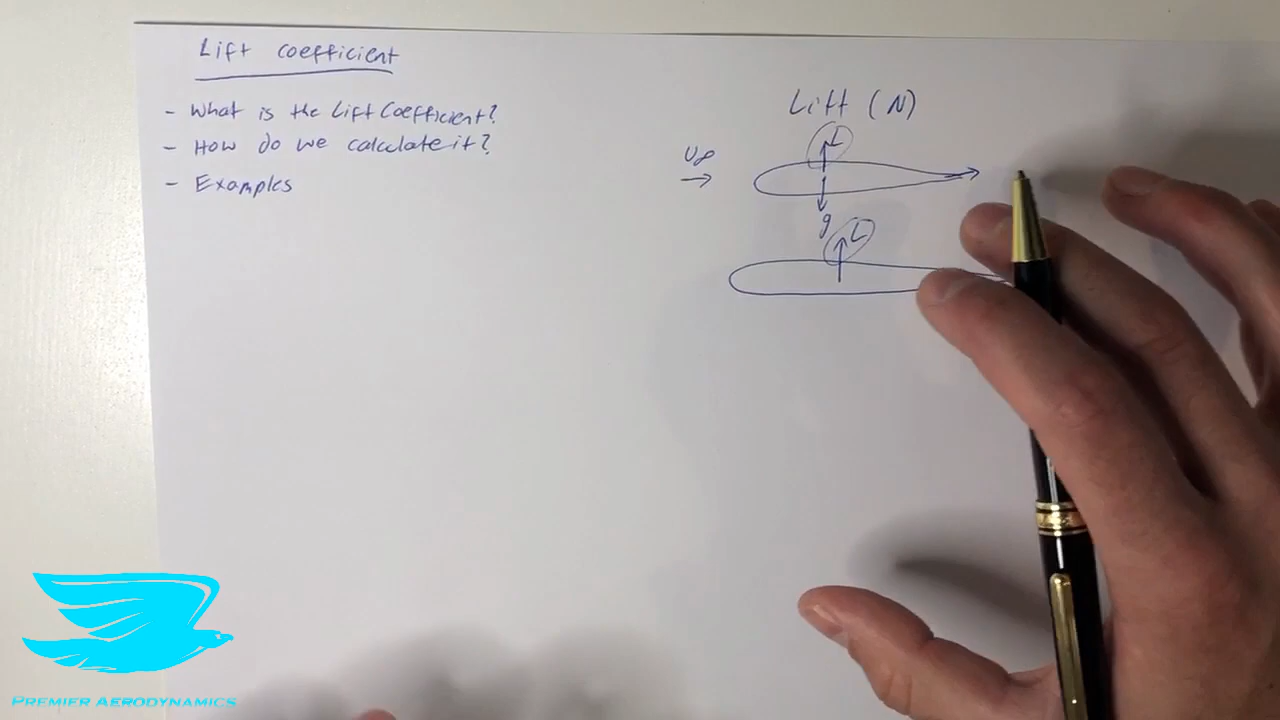 Lift coefficient
- What is the Lift Coefficient?
- How do we calculate it?
- Examples
Lift (N)
L
U∞
g
L
PREMIER AERODYNAMICS